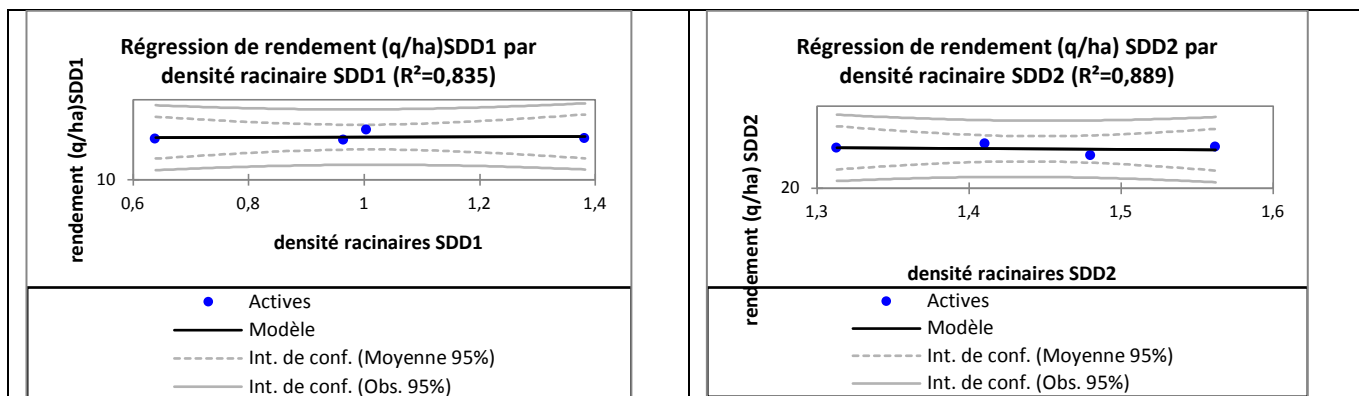 Régression de rendement (q/ha)SDD1 par
densité racinaire SDD1 (R²=0,835)
rendement (q/ha)SDD1
10
0,6 0,8 1 1,2 1,4
densité racinaires SDD1
Actives
Modèle
Int. de conf. (Moyenne 95%)
Int. de conf. (Obs. 95%)
Régression de rendement (q/ha) SDD2 par
densité racinaire SDD2 (R²=0,889)
rendement (q/ha) SDD2
20
1,3 1,4 1,5 1,6
densité racinaires SDD2
Actives
Modèle
Int. de conf. (Moyenne 95%)
Int. de conf. (Obs. 95%)